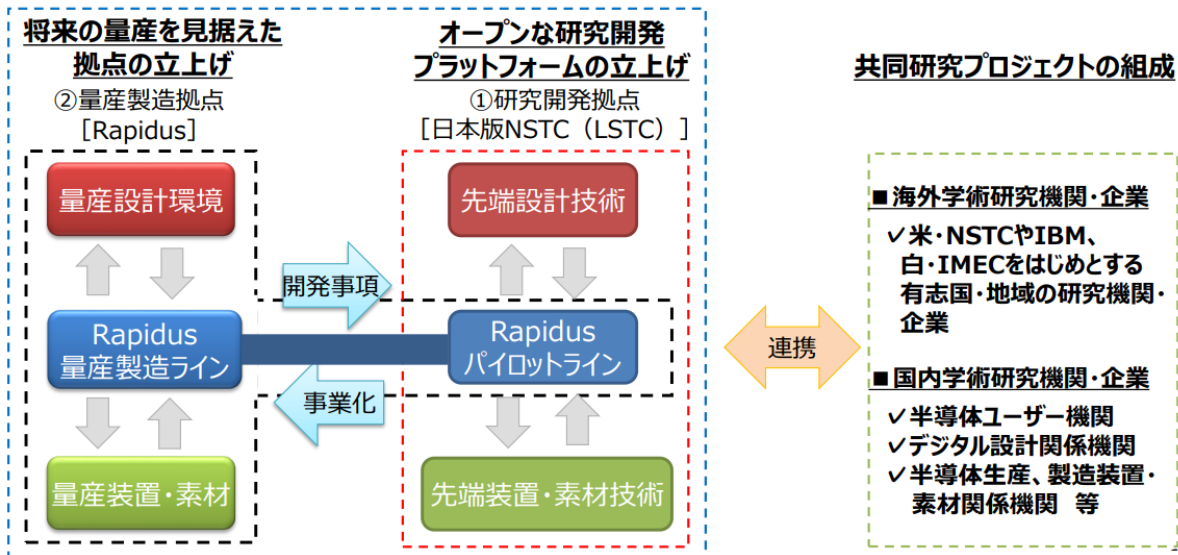 将来の量産を見据えた
拠点の立上げ
②量産製造拠点
[Rapidus]
量産設計環境
Rapidus
量産製造ライン
量産装置・素材
開発事項
事業化
オープンな研究開発
プラットフォームの立上げ
①研究開発拠点
[日本版NSTC（LSTC）]
先端設計技術
Rapidus
パイロットライン
先端装置・素材技術
連携
共同研究プロジェクトの組成
■海外学術研究機関・企業
✓米・NSTCやIBM、
白・IMECをはじめとする
有志国・地域の研究機関・
企業
■国内学術研究機関・企業
✓半導体ユーザー機関
✓デジタル設計関係機関
✓半導体生産、製造装置・
素材関係機関 等